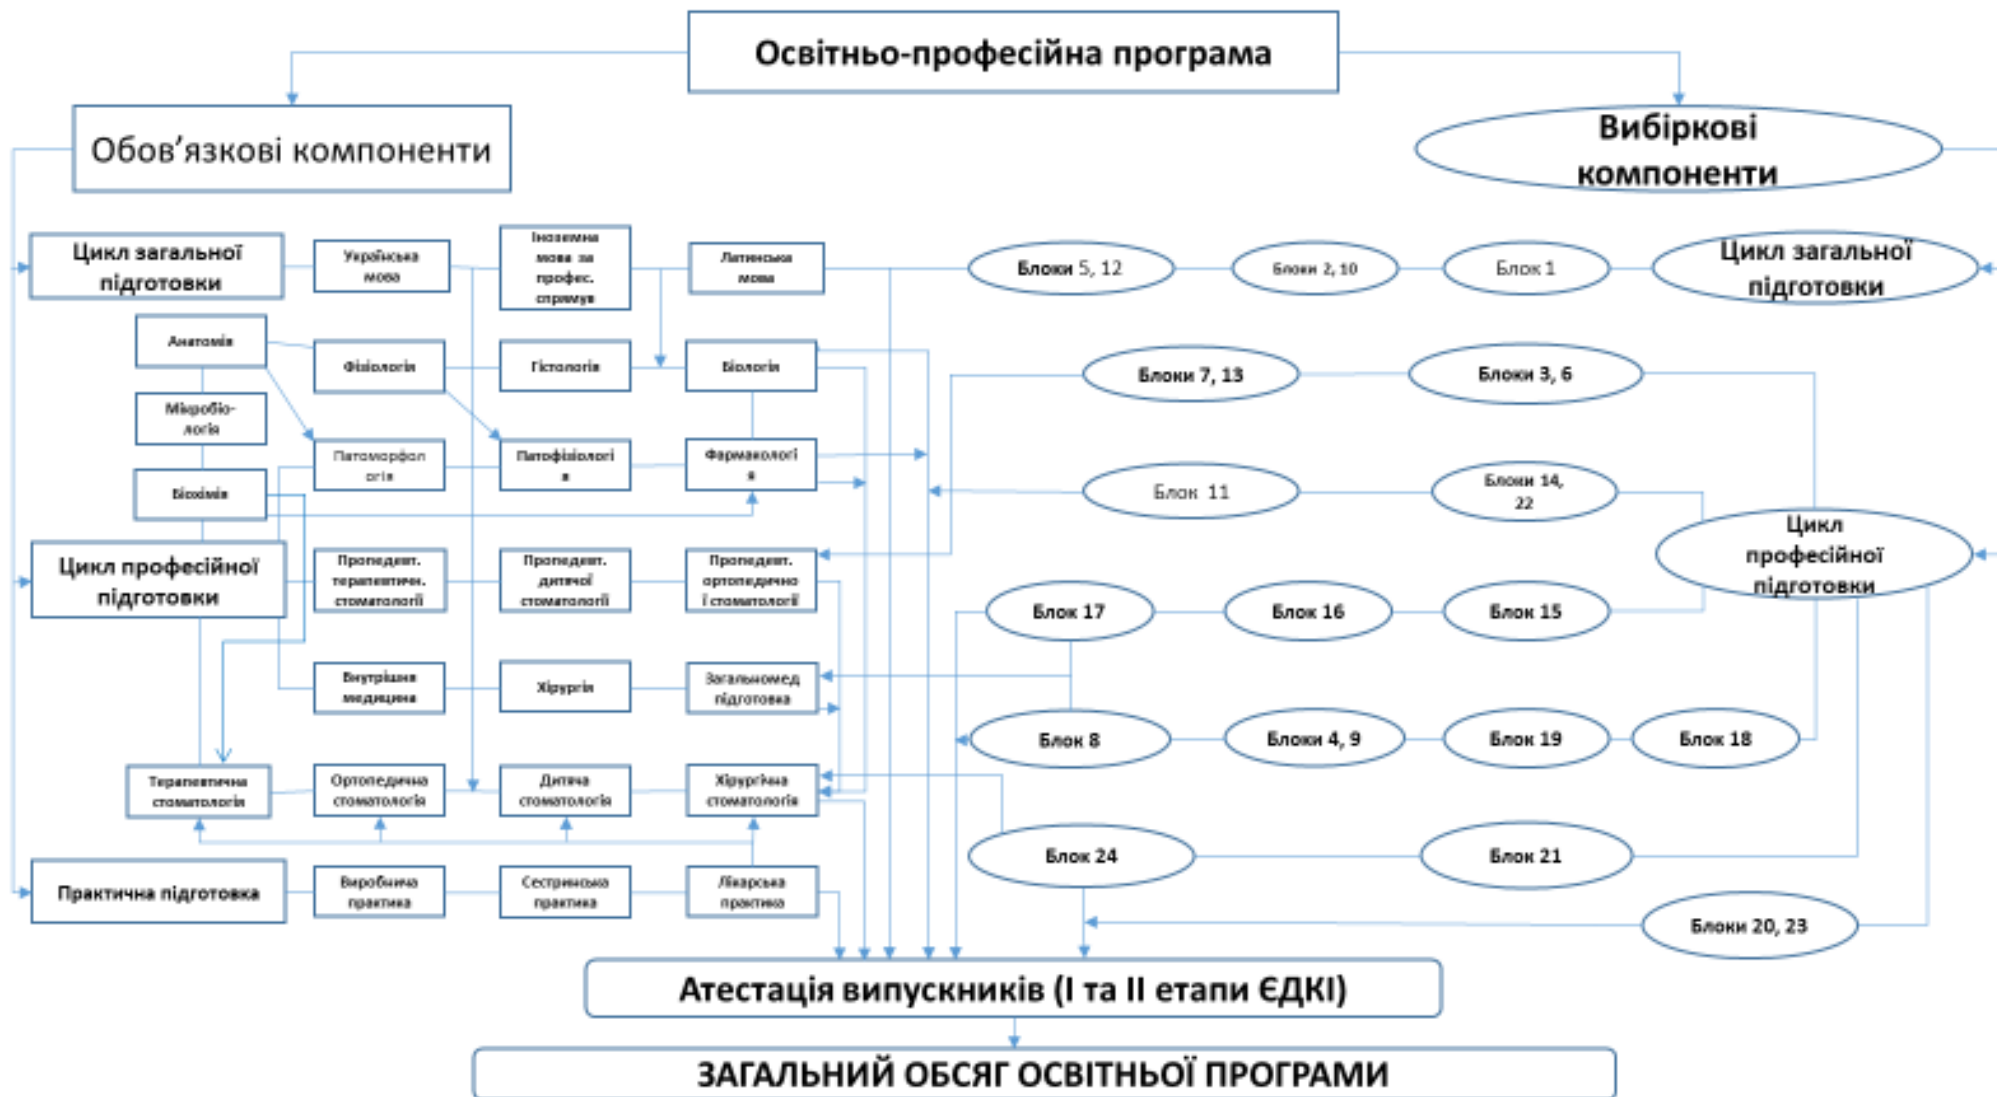 Освітньо-професійна програма
Обов’язкові компоненти
Вибіркові
компоненти
Цикл загальної
підготовки
Українська
мова
Іноземна
мова за
профес.
спрямув
Латинська
мова
Блоки 5, 12
Блоки 2, 10
Блок 1
Цикл загальної
підготовки
Анатомія
Фізіологія
Гістологія
Біологія
Блоки 7, 13
Блоки 3, 6
Мікробіо-
логія
Патоморфол
огія
Патофізіологі
я
Фармакологі
я
Біохімія
Блок 11
Блоки 14,
22
Цикл
професійної
підготовки
Цикл професійної
підготовки
Пропедевт.
терапевтичн.
стоматології
Пропедевт.
дитячої
стоматології
Пропедевт.
ортопедично
ї стоматології
Блок 17
Блок 16
Блок 15
Внутрішня
медицина
Хірургія
Загальномед
підготовка
Блок 8
Блоки 4, 9
Блок 19
Блок 18
Терапевтична
стоматологія
Ортопедична
стоматологія
Дитяча
стоматологія
Хірургічна
стоматологія
Блок 24
Блок 21
Практична підготовка
Виробнича
практика
Сестринська
практика
Лікарська
практика
Блоки 20, 23
Атестація випускників (І та ІІ етапи ЄДКІ)
ЗАГАЛЬНИЙ ОБСЯГ ОСВІТНЬОЇ ПРОГРАМИ